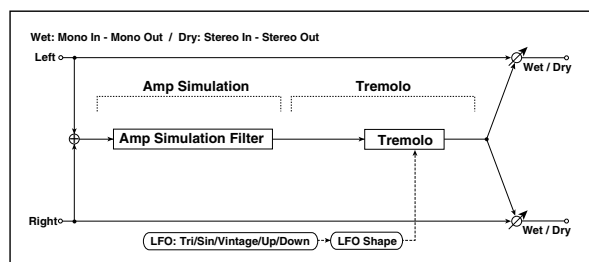 Wet: Mono In - Mono Out / Dry: Stereo In - Stereo Out
Left
Wet / Dry
Amp Simulation
Tremolo
Amp Simulation Filter
Tremolo
Right
Wet / Dry
LFO: Tri/Sin/Vintage/Up/Down
LFO Shape